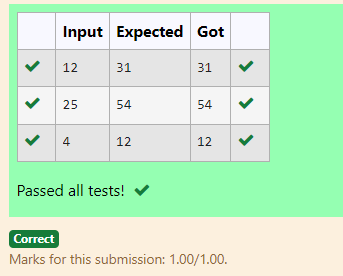 Input Expected Got
12 31 31
25 54 54
4 12 12
Passed all tests!
Correct
Marks for this submission: 1.00/1.00.